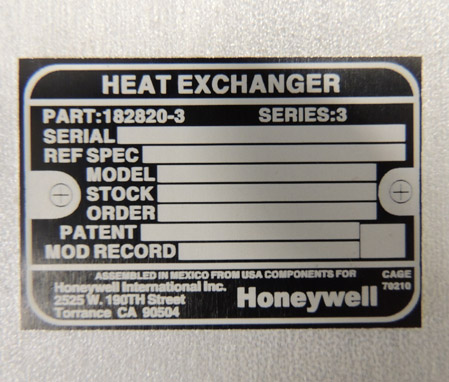 HEAT EXCHANGER
PART:182820-3 SERIES:3
SERIAL
REF SPEC
MODEL
STOCK
ORDER
PATENT
MOD RECORD
ASSEMBLED IN MEXICO FROM USA COMPONENTS FOR
CAGE
70210
Honeywell International Inc.
2525 W. 190TH Street
Torrance CA 90504
Honeywell